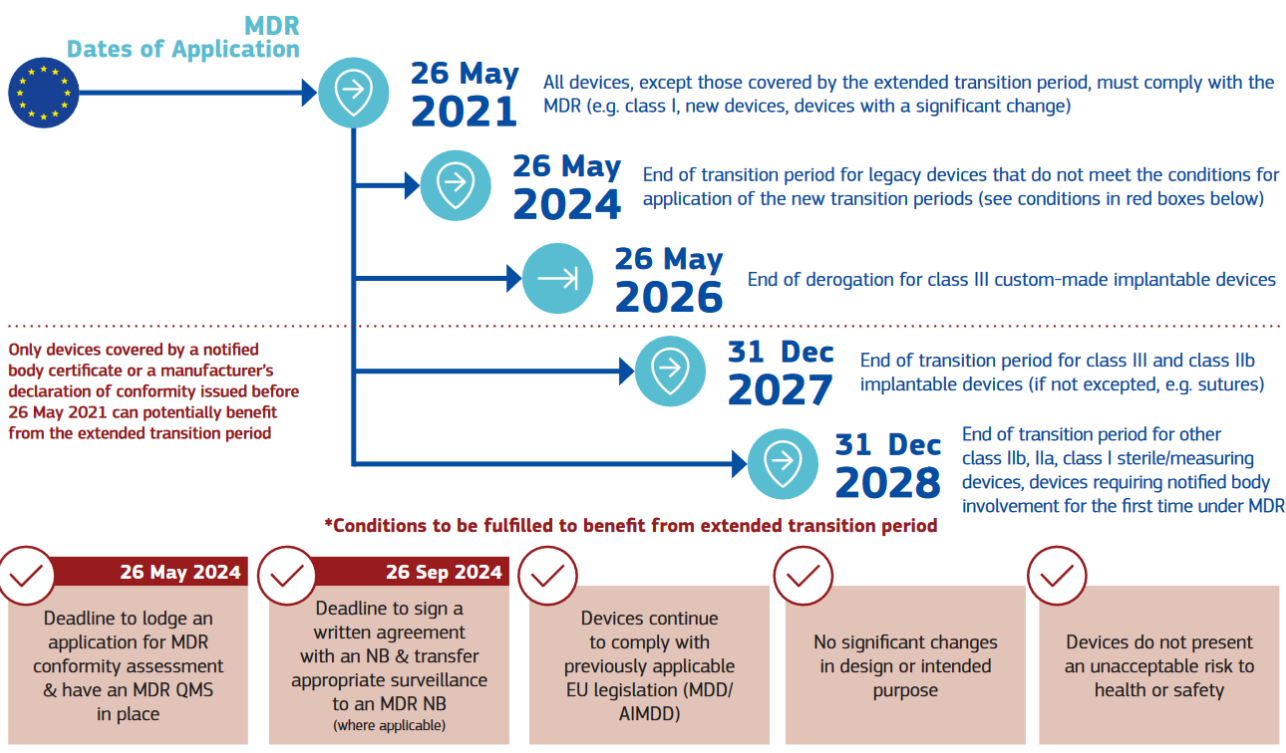 MDR
Dates of Application
26 May
2021
All devices, except those covered by the extended transition period, must comply with the
MDR (e.g. class I, new devices, devices with a significant change)
26 May
2024
End of transition period for legacy devices that do not meet the conditions for
application of the new transition periods (see conditions in red boxes below)
26 May
2026
End of derogation for class III custom-made implantable devices
Only devices covered by a notified
body certificate or a manufacturer's
declaration of conformity issued before
26 May 2021 can potentially benefit
from the extended transition period
31 Dec
2027
End of transition period for class III and class IIb
implantable devices (if not excepted, e.g. sutures)
31 Dec
2028
End of transition period for other
class IIb, IIa, class I sterile/measuring
devices, devices requiring notified body
involvement for the first time under MDR
*Conditions to be fulfilled to benefit from extended transition period
26 May 2024
Deadline to lodge an
application for MDR
conformity assessment
& have an MDR QMS
in place
26 Sep 2024
Deadline to sign a
written agreement
with an NB & transfer
appropriate surveillance
to an MDR NB
(where applicable)
Devices continue
to comply with
previously applicable
EU legislation (MDD/
AIMDD)
No significant changes
in design or intended
purpose
Devices do not present
an unacceptable risk to
health or safety